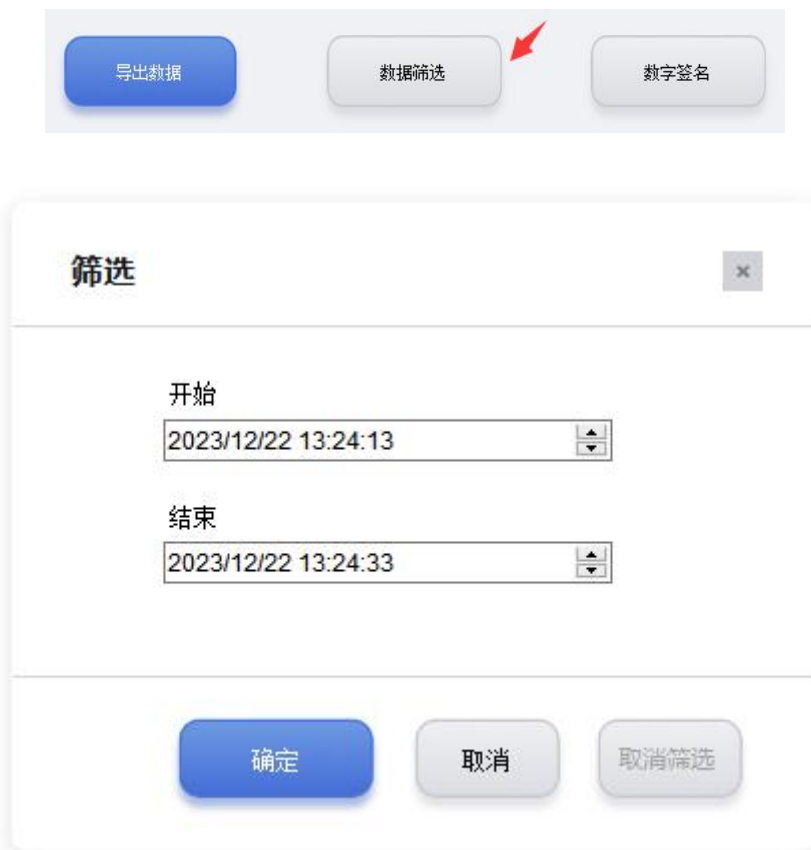 导出数据 数据筛选 数字签名
筛选
开始
2023/12/22 13:24:13
结束
2023/12/22 13:24:33
确定 取消 取消筛选